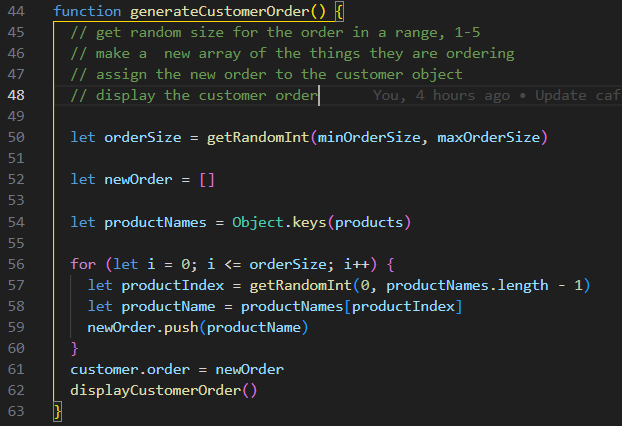 44 function generateCustomerOrder() {
45 // get random size for the order in a range, 1-5
46 // make a  new array of the things they are ordering
47 // assign the new order to the customer object
48 // display the customer order You, 4 hours ago • Update caf
49
50 let orderSize = getRandomInt(minOrderSize, maxOrderSize)
51
52 let newOrder = []
53
54 let productNames = Object.keys(products)
55
56 for (let i = 0; i <= orderSize; i++) {
57 let productIndex = getRandomInt(0, productNames.length - 1)
58 let productName = productNames[productIndex]
59 newOrder.push(productName)
60 }
61 customer.order = newOrder
62 displayCustomerOrder()
63 }